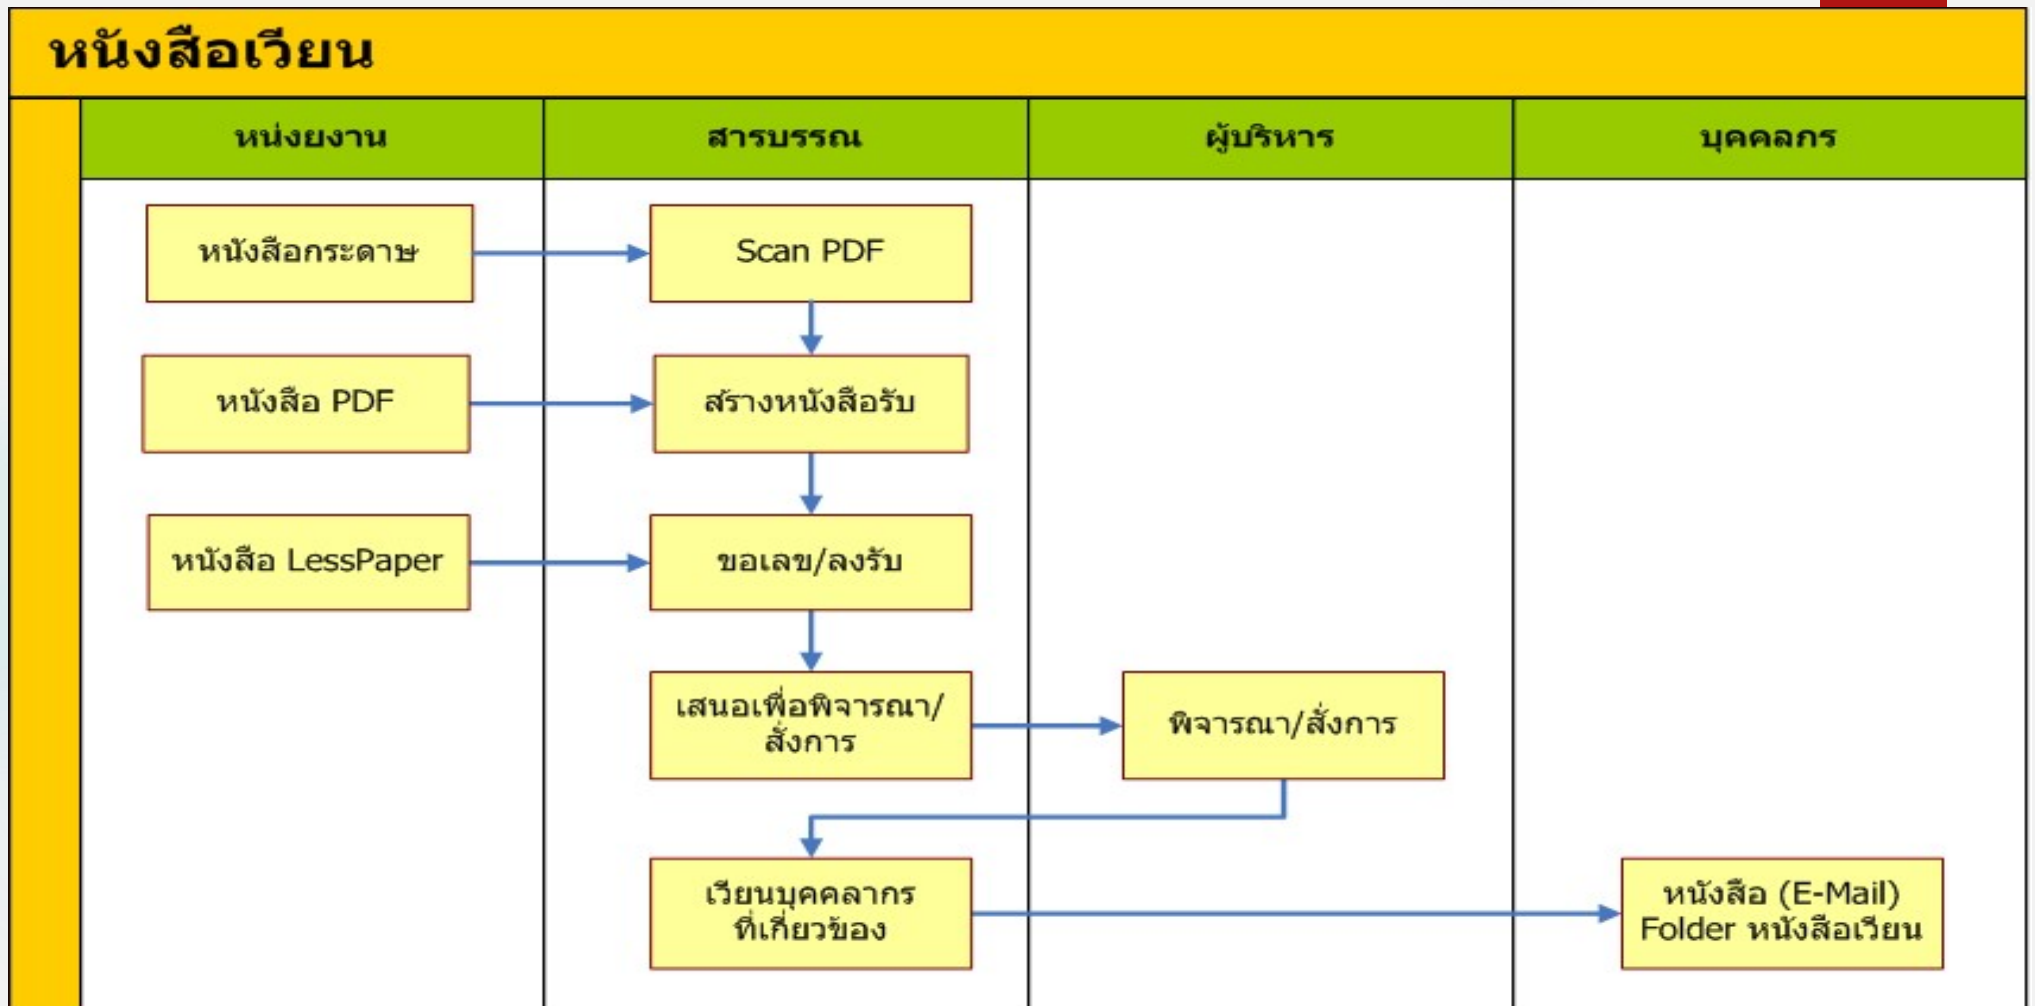 หนังสือเวียน
หน่งยงาน
สารบรรณ
ผู้บริหาร
บุคคลกร
หนังสือกระดาษ
Scan PDF
หนังสือ PDF
สร้างหนังสือรับ
หนังสือ LessPaper
ขอเลข/ลงรับ
เสนอเพื่อพิจารณา/
สั่งการ
พิจารณา/สั่งการ
เวียนบุคคลากร
ที่เกี่ยวข้อง
หนังสือ (E-Mail)
Folder หนังสือเวียน